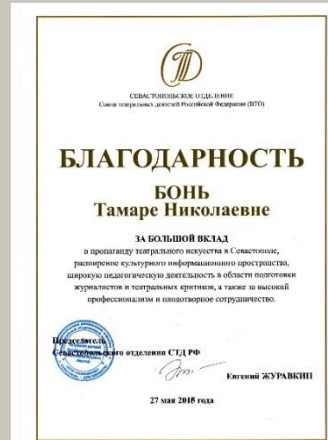 СЕВАСТОПОЛЬСКОЕ ОТДЕЛЕНИЕ
Союза театральных деятелей Российской Федерации (ВТО)
БЛАГОДАРНОСТЬ
БОНЬ
Тамаре Николаевне
ЗА БОЛЬШОЙ ВКЛАД
в пропаганду театрального искусства в Севастополе,
расширение культурного информационного пространства,
широкую педагогическую деятельность в области подготовки
журналистов и театральных критиков, а также за высокий
профессионализм и плодотворное сотрудничество.
Председатель
Севастопольского отделения СТД РФ
Евгений ЖУРАВКИН
27 мая 2018 года